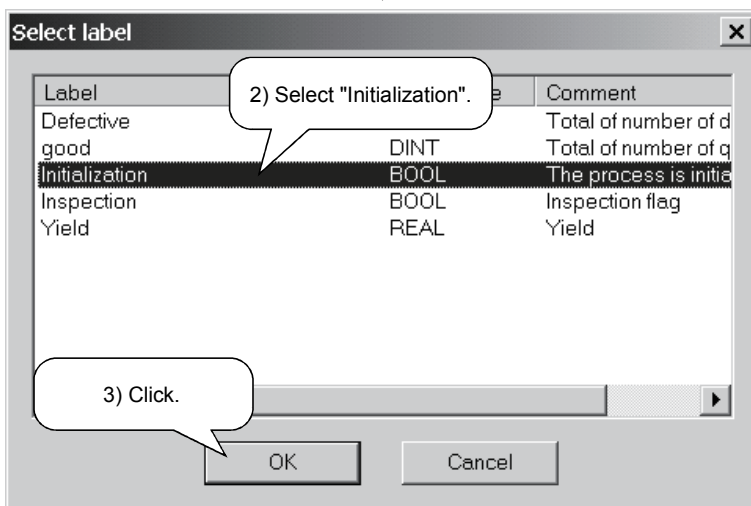 Select label
Label Comment
2) Select "Initialization".
Defective Total of number of d
good DINT Total of number of q
Initialization BOOL The process is initia
Inspection BOOL Inspection flag
Yield REAL Yield
3) Click.
OK Cancel